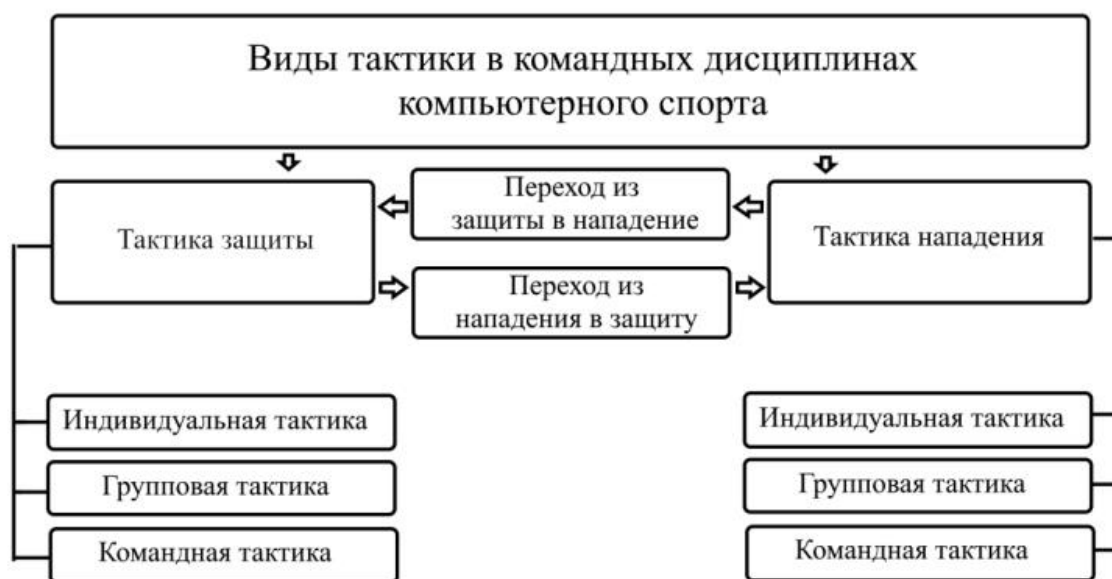 Виды тактики в командных дисциплинах
компьютерного спорта
Переход из
защиты в нападение
Тактика защиты
Тактика нападения
Переход из
нападения в защиту
Индивидуальная тактика
Индивидуальная тактика
Групповая тактика
Групповая тактика
Командная тактика
Командная тактика